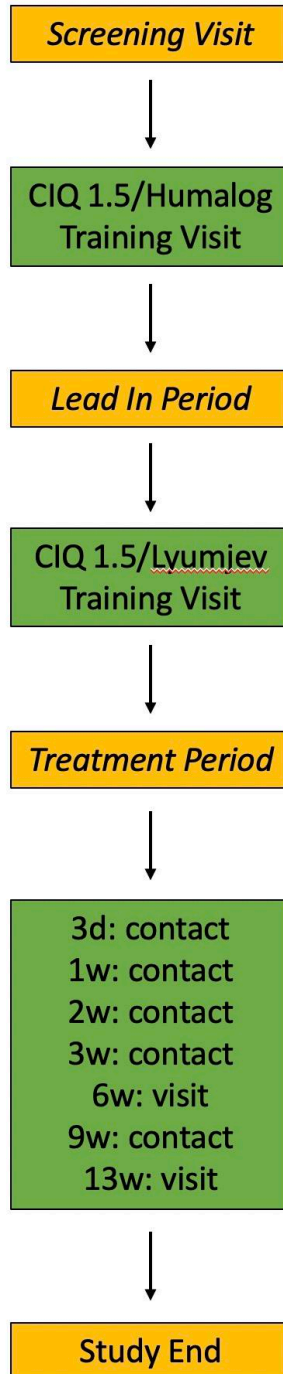 Screening Visit
CIQ 1.5/Humalog
Training Visit
Lead In Period
CIQ 1.5/Lyumjev
Training Visit
Treatment Period
3d: contact
1w: contact
2w: contact
3w: contact
6w: visit
9w: contact
13w: visit
Study End